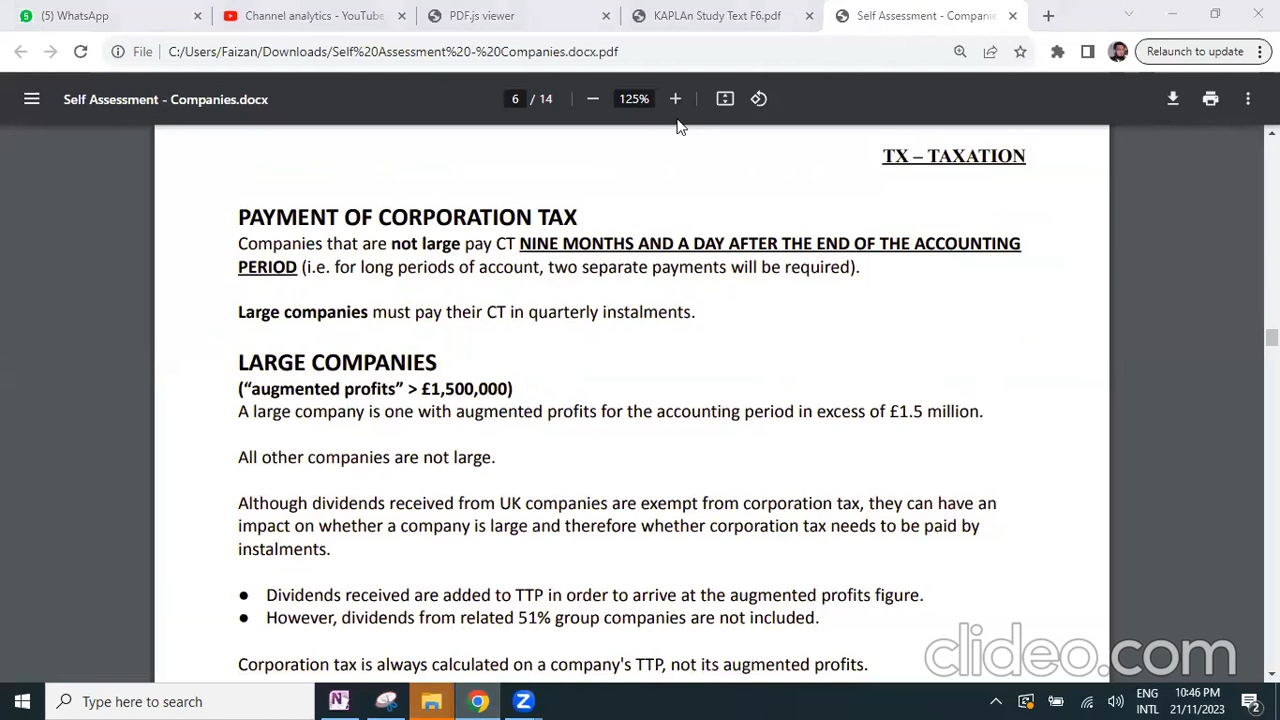 (5) WhatsApp
Channel analytics - YouTube
PDF.js viewer
KAPLAn Study Text F6.pdf
Self Assessment - Companie
File
C:/Users/Faizan/Downloads/Self%20Assessment%20-%20Companies.docx.pdf
Relaunch to update
Self Assessment - Companies.docx
6 / 14
125%
TX – TAXATION
PAYMENT OF CORPORATION TAX
Companies that are not large pay CT NINE MONTHS AND A DAY AFTER THE END OF THE ACCOUNTING
PERIOD (i.e. for long periods of account, two separate payments will be required).
Large companies must pay their CT in quarterly instalments.
LARGE COMPANIES
(“augmented profits” > £1,500,000)
A large company is one with augmented profits for the accounting period in excess of £1.5 million.
All other companies are not large.
Although dividends received from UK companies are exempt from corporation tax, they can have an
impact on whether a company is large and therefore whether corporation tax needs to be paid by
instalments.
● Dividends received are added to TTP in order to arrive at the augmented profits figure.
● However, dividends from related 51% group companies are not included.
Corporation tax is always calculated on a company's TTP, not its augmented profits.
clideo.com
Type here to search
ENG
INTL
10:46 PM
21/11/2023
2